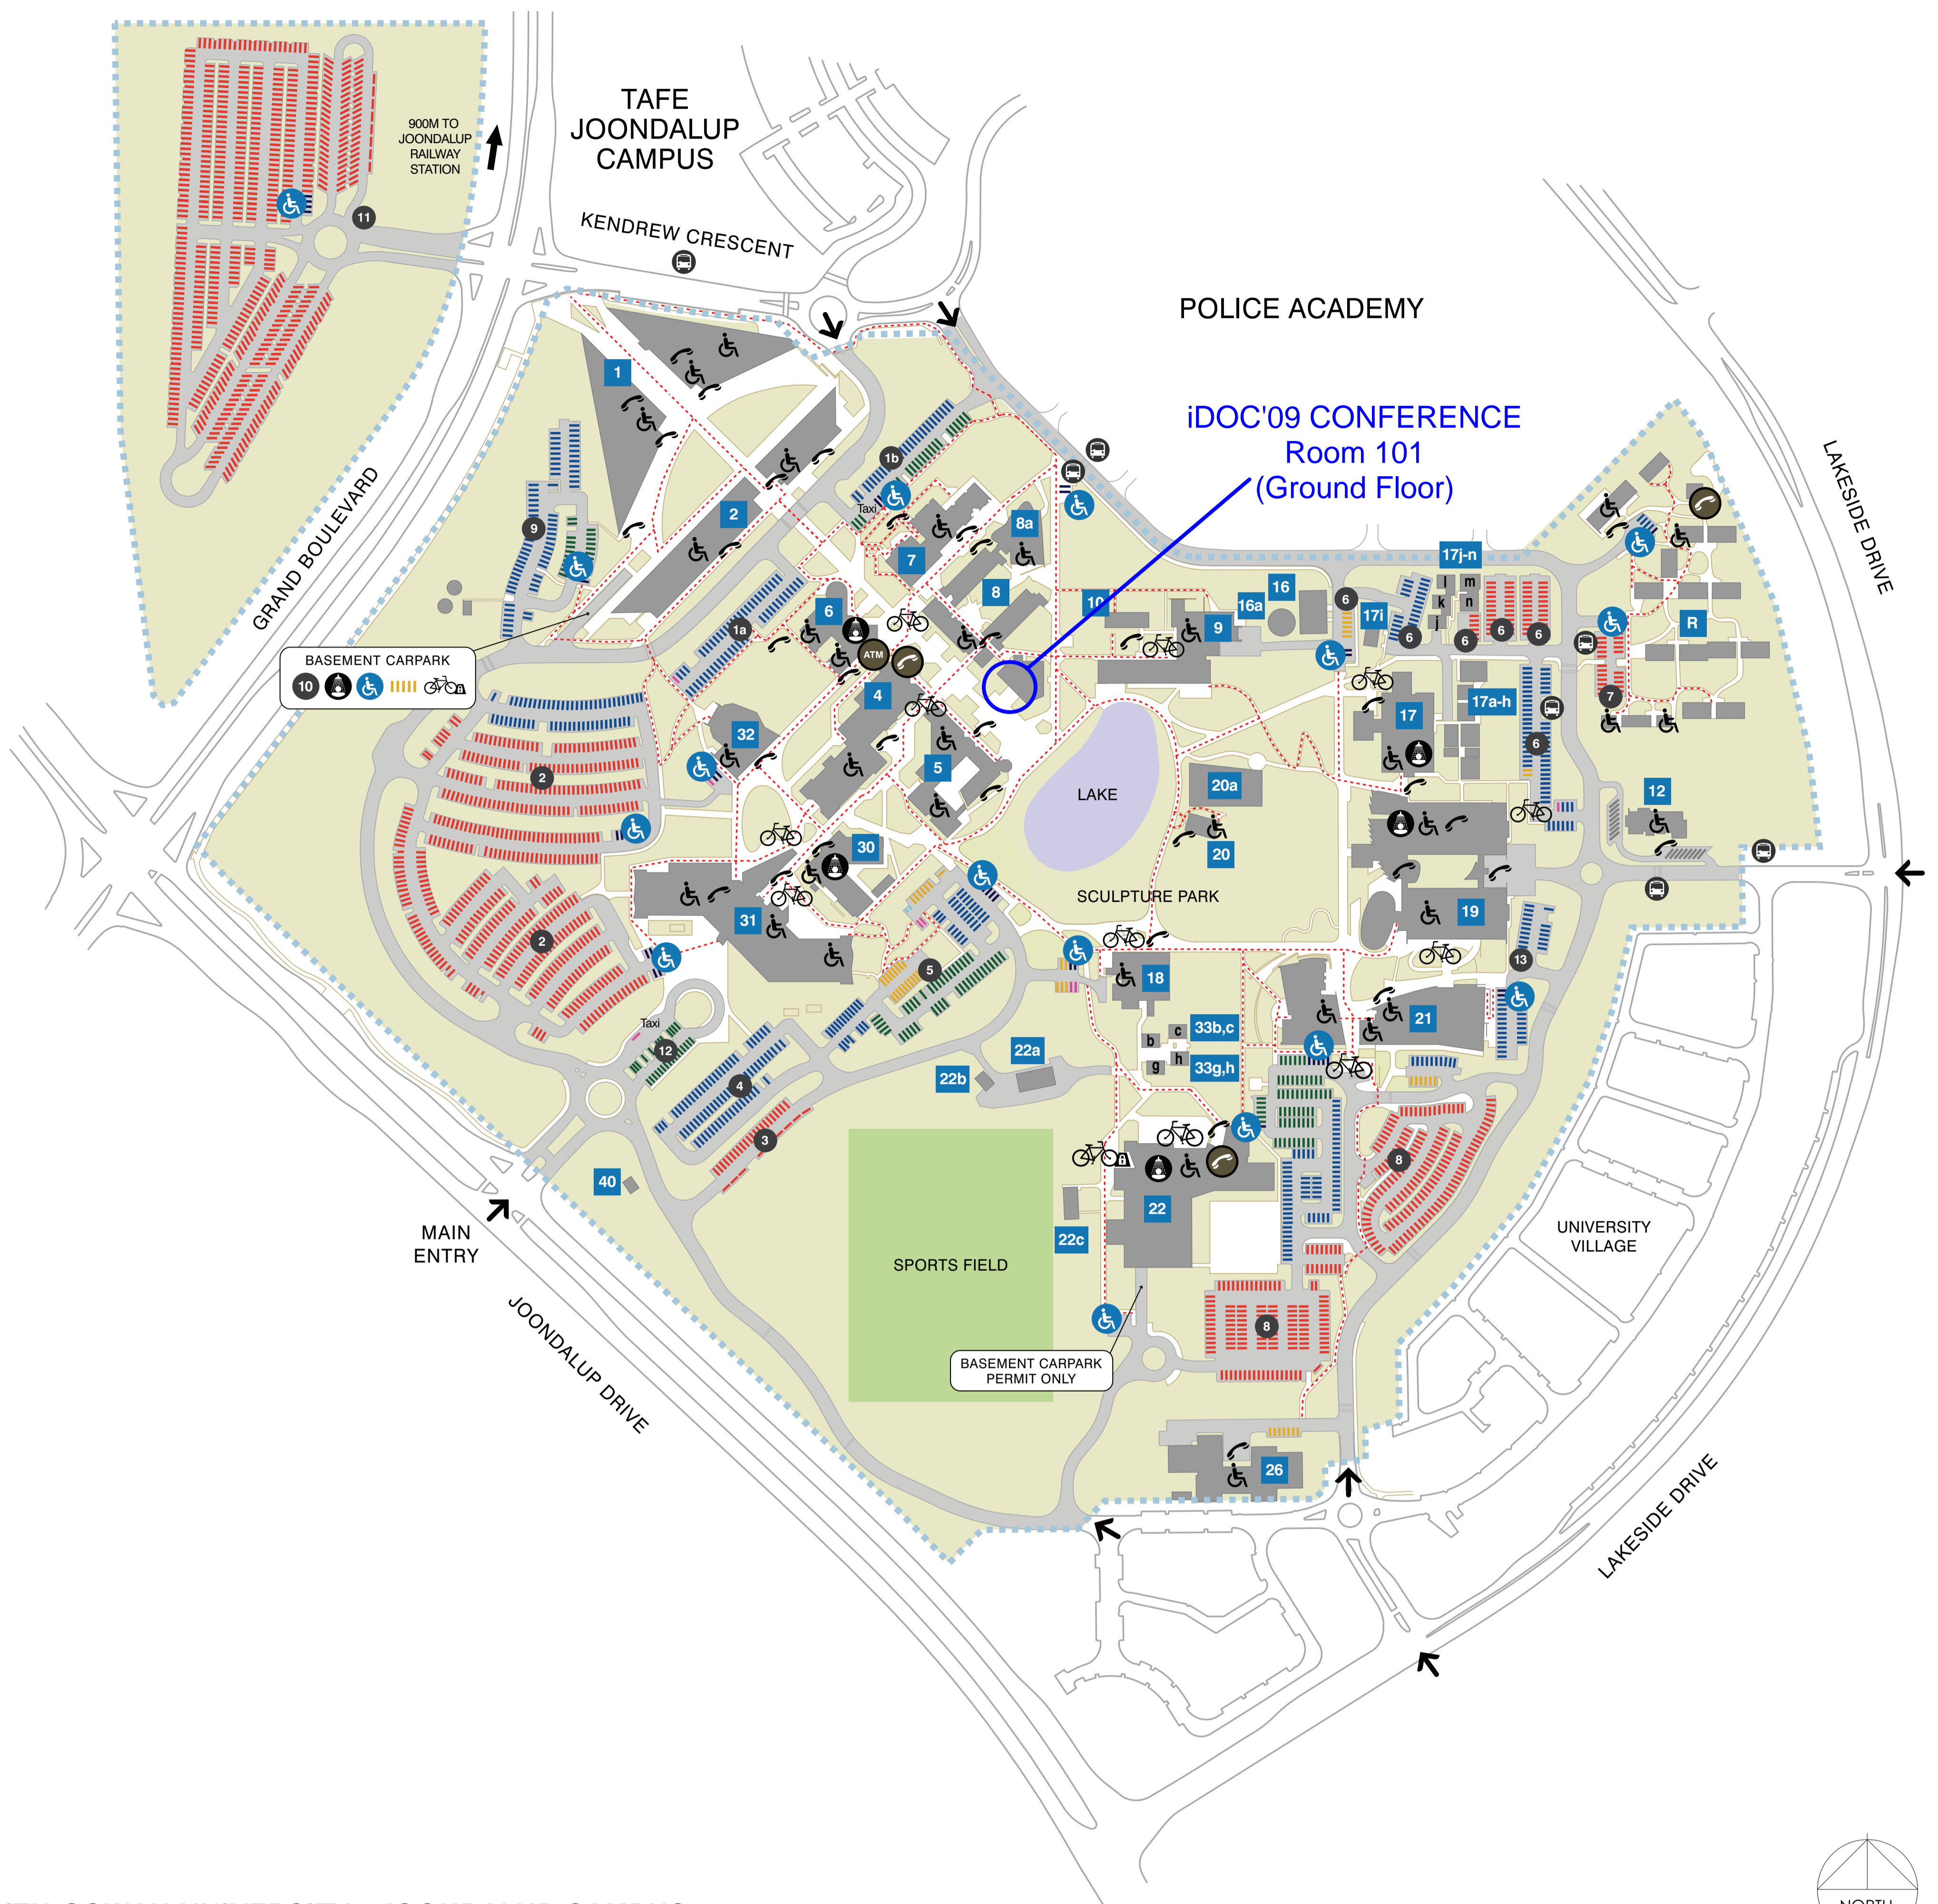 TAFE
JOONDALUP
CAMPUS
900M TO
JOONDALUP
RAILWAY
STATION
11
KENDREW CRESCENT
POLICE ACADEMY
iDOC'09 CONFERENCE
Room 101
(Ground Floor)
LAKESIDE DRIVE
GRAND BOULEVARD
1
1b
Taxi
2
9
7
8a
8
10
16
16a
9
6
17i
17j-n
l
m
k
n
j
6
6
6
6
R
7
1a
6
ATM
4
BASEMENT CARPARK
10
32
5
17
17a-h
6
2
LAKE
20a
20
12
30
SCULPTURE PARK
31
19
2
5
18
13
21
Taxi
12
4
3
22a
22b
c
b
33b,c
h
g
33g,h
8
40
MAIN
ENTRY
22
22c
SPORTS FIELD
UNIVERSITY
VILLAGE
JOONDALUP DRIVE
8
BASEMENT CARPARK
PERMIT ONLY
26
LAKESIDE DRIVE